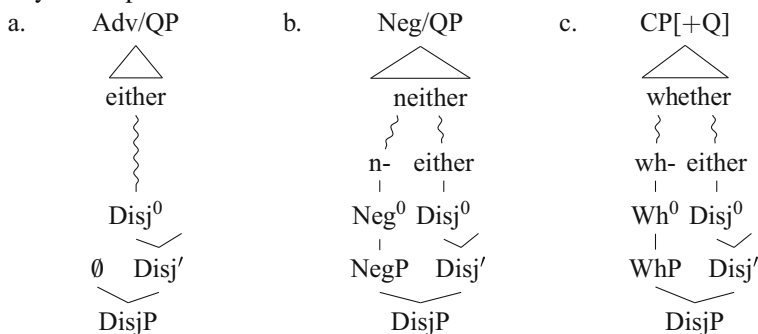 a. Adv/QP b. Neg/QP c. CP[+Q]
either neither whether
n- either wh- either
Disj⁰ Neg⁰ Disj⁰ Wh⁰ Disj⁰
∅ Disj′ NegP Disj′ WhP Disj′
DisjP DisjP DisjP